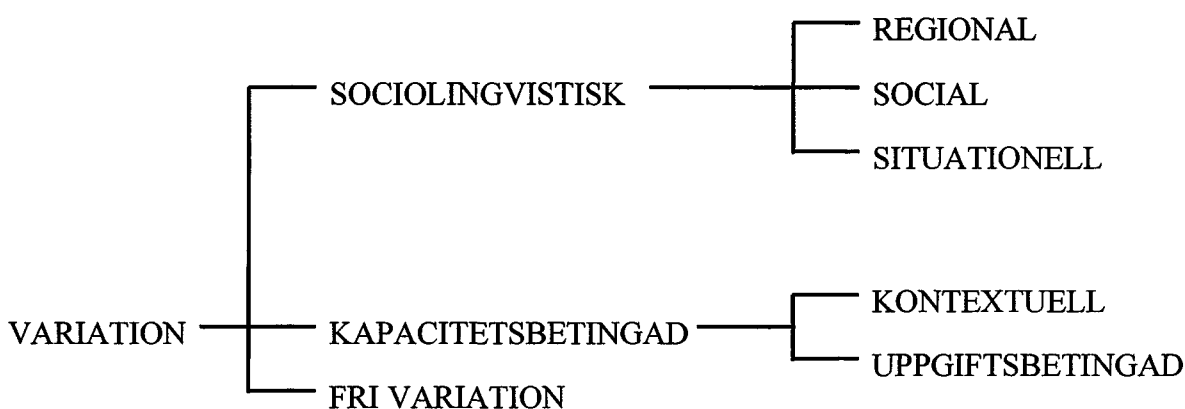 REGIONAL
SOCIOLINGVISTISK
SOCIAL
SITUATIONELL
KONTEXTUELL
VARIATION
KAPACITETSBETINGAD
UPPGIFTSBETINGAD
FRI VARIATION